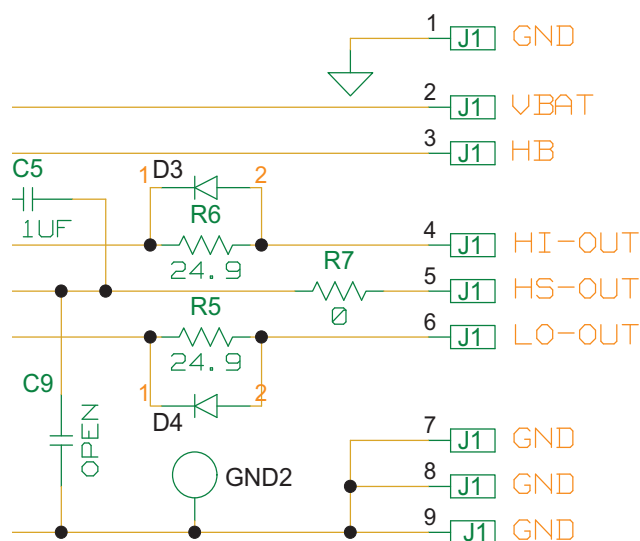 1 J1 GND
2 J1 VBAT
3 J1 HB
C5
1UF
1 D3 2
R6
24.9
4 J1 HI-OUT
R7
0
5 J1 HS-OUT
R5
24.9
6 J1 LO-OUT
1 D4 2
C9
OPEN
7 J1 GND
GND2
8 J1 GND
9 J1 GND